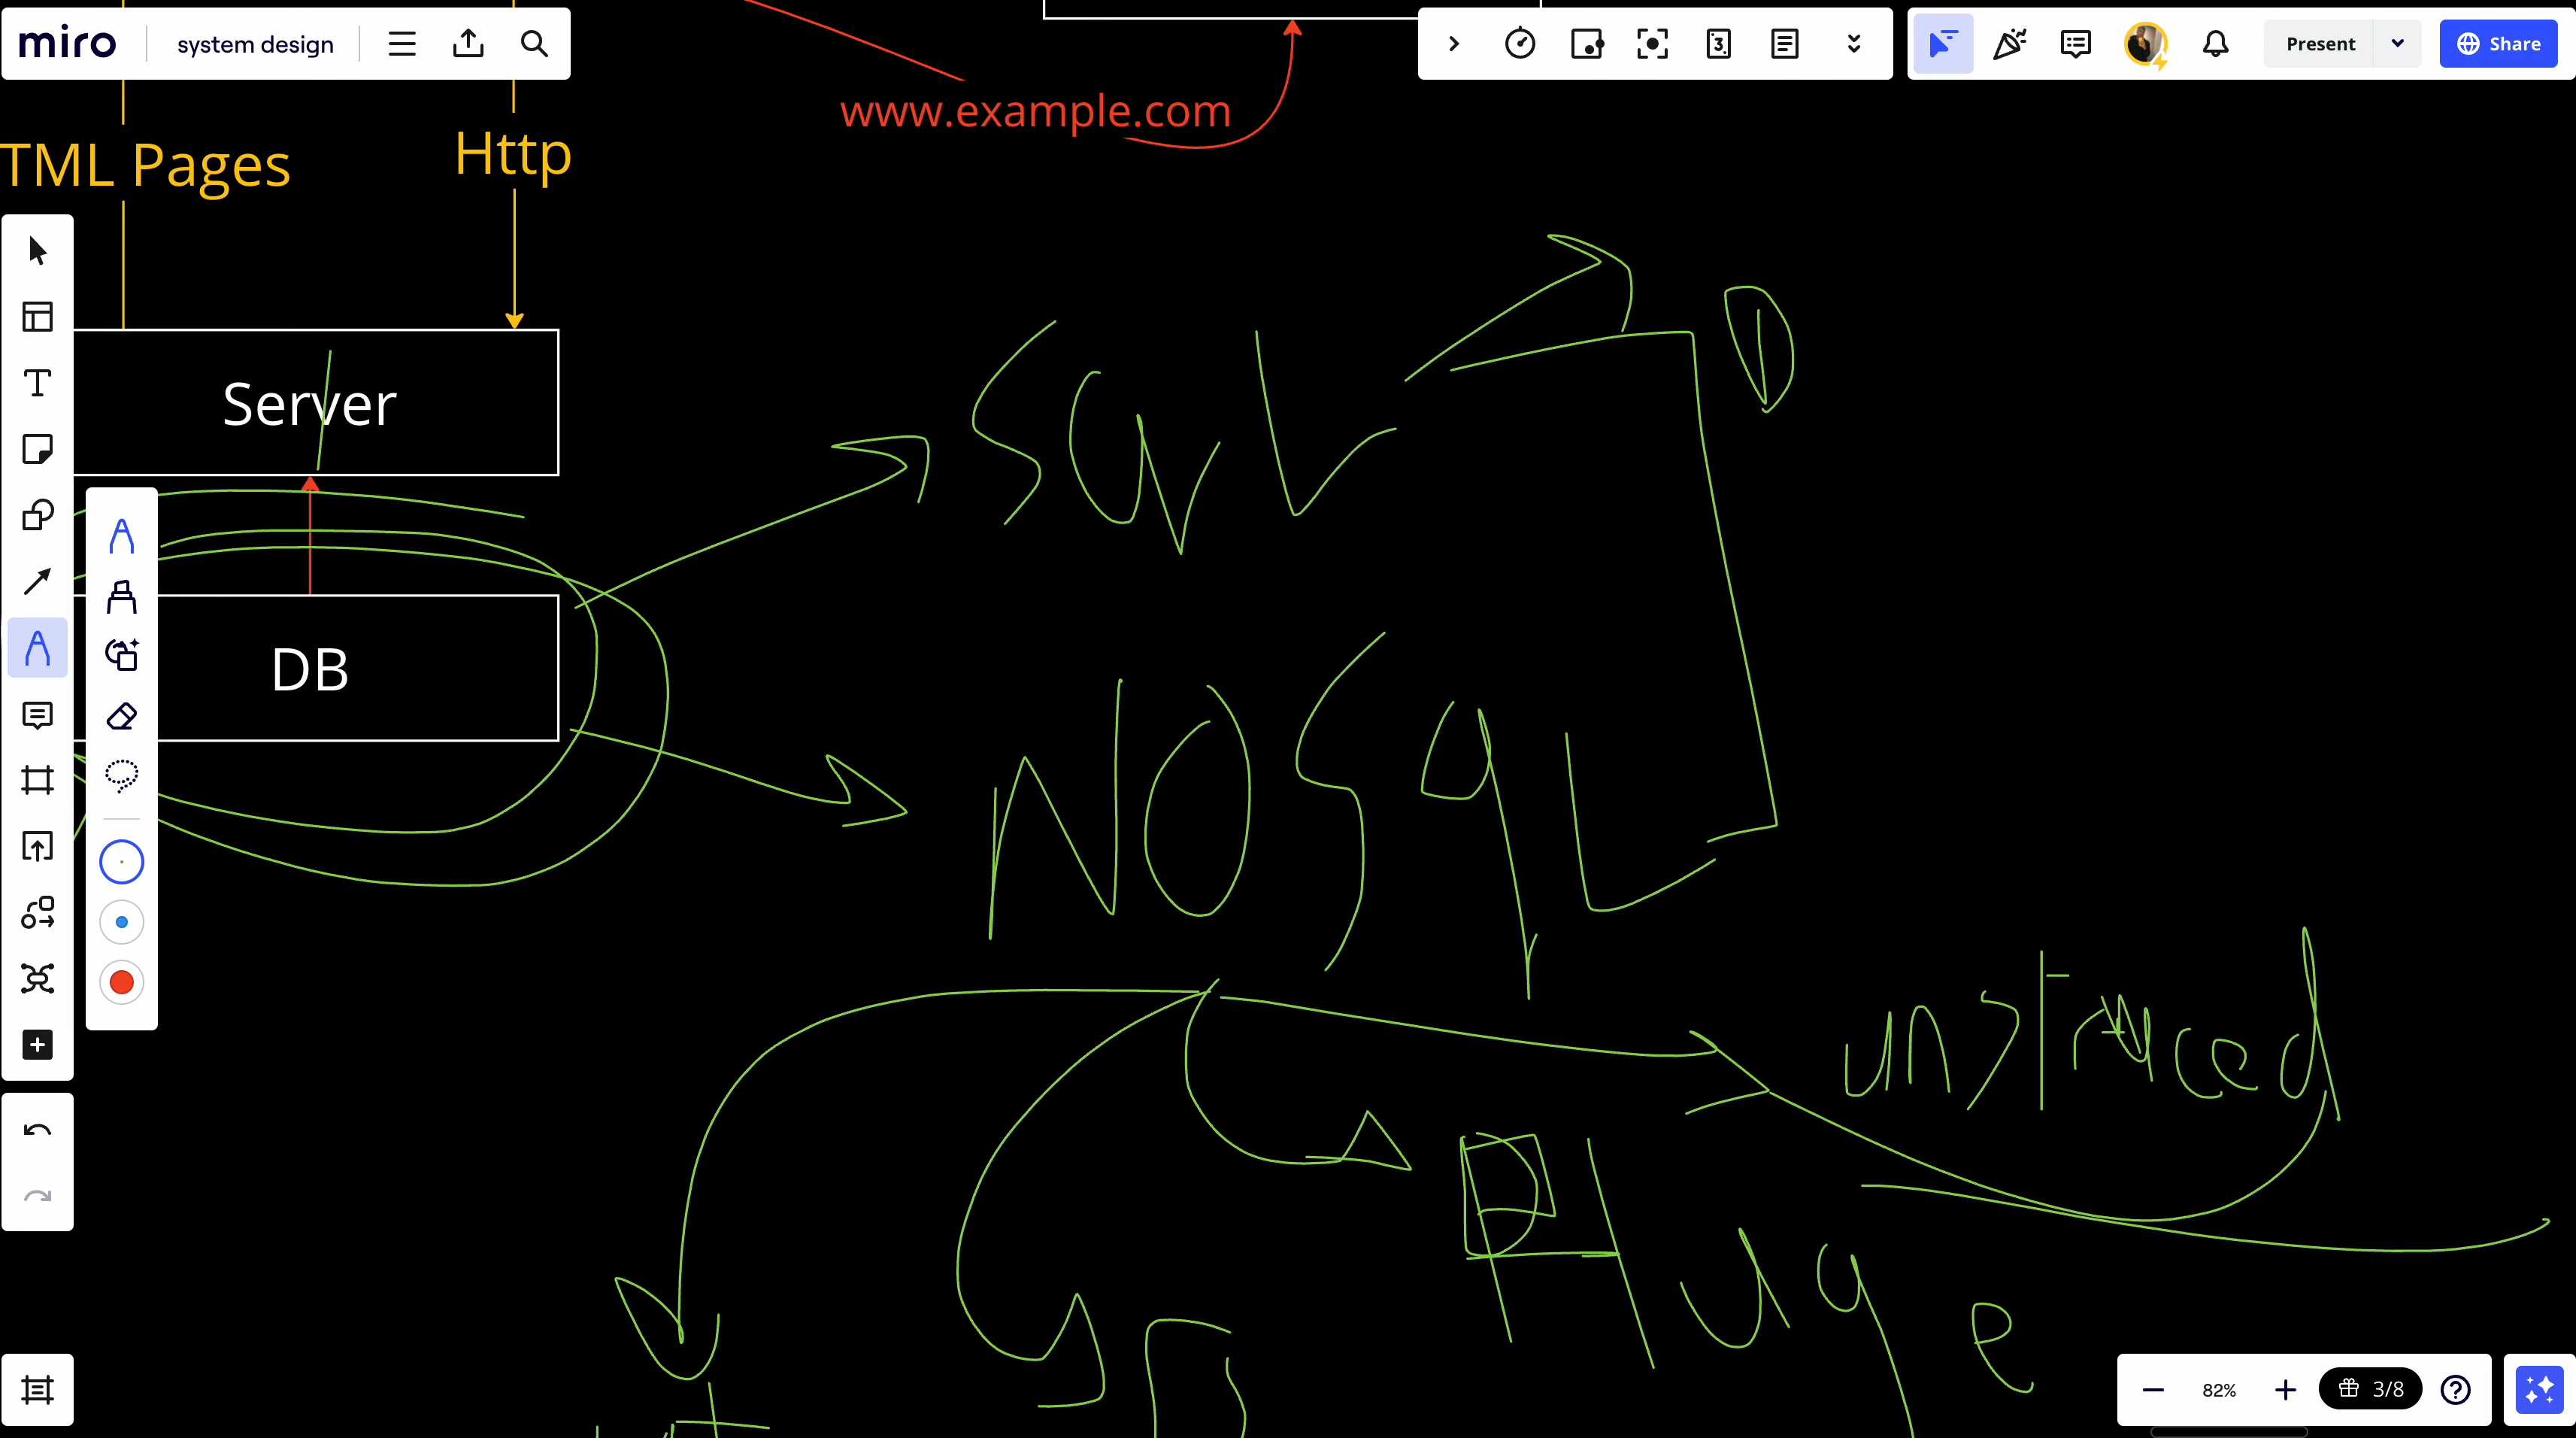 miro system design
Present Share
www.example.com
TML Pages Http
Server
SqL
DB
NOSqL
Huge
82% 3/8